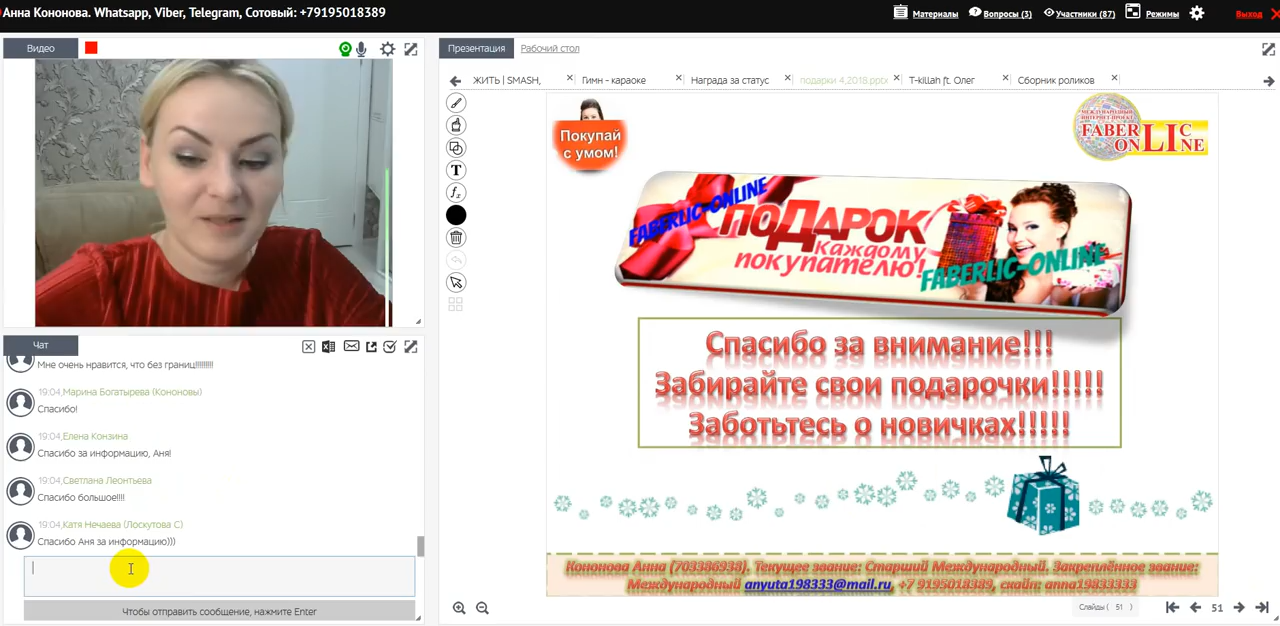 Анна Кононова. Whatsapp, Viber, Telegram, Сотовый: +79195018389
Материалы
Вопросы (3)
Участники (87)
Режимы
Выход
Видео
Презентация
Рабочий стол
ЖИТЬ | SMASH,
Гимн - караоке
Награда за статус
подарки 4,2018.pptx
T-killah ft. Олег
Сборник роликов
Покупай
с умом!
МЕЖДУНАРОДНЫЙ
ИНТЕРНЕТ-ПРОЕКТ
FABERLIC
ONLINE
FABERLIC-ONLINE
ПОДАРОК
Каждому
покупателю!
FABERLIC-ONLINE
Спасибо за внимание!!!
Забирайте свои подарочки!!!!!
Заботьтесь о новичках!!!!!
Кононова Анна (703386938). Текущее звание: Старший Международный. Закреплённое звание:
Международный anyuta198333@mail.ru, +7 9195018389, скайп: anna19833333
Слайды ( 51 )
51
Чат
Мне очень нравится, что без границ!!!!!!!!!
19:04,Марина Богатырева (Кононовы)
Спасибо!
19:04,Елена Конзина
Спасибо за информацию, Аня!
19:04,Светлана Леонтьева
Спасибо большое!!!!
19:04,Катя Нечаева (Лоскутова С)
Спасибо Аня за информацию)))
Чтобы отправить сообщение, нажмите Enter